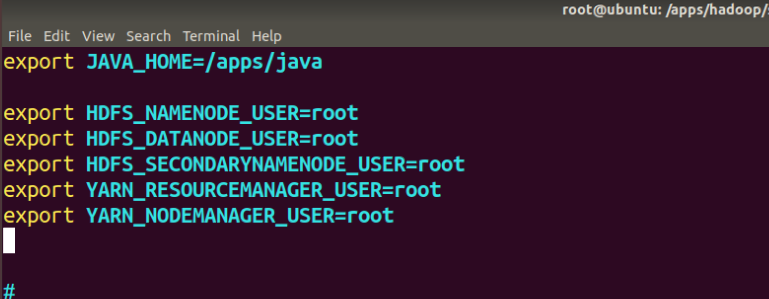 root@ubuntu: /apps/hadoop/
File Edit View Search Terminal Help
export JAVA_HOME=/apps/java
export HDFS_NAMENODE_USER=root
export HDFS_DATANODE_USER=root
export HDFS_SECONDARYNAMENODE_USER=root
export YARN_RESOURCEMANAGER_USER=root
export YARN_NODEMANAGER_USER=root
#